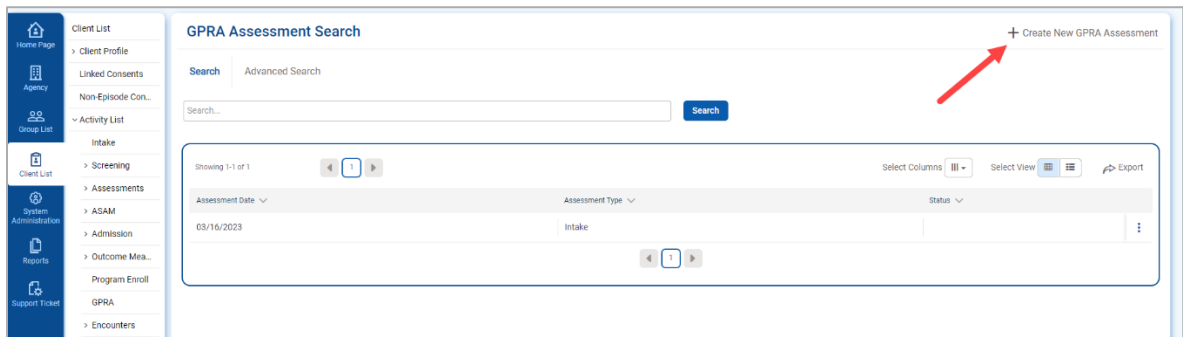 Home Page
Agency
Group List
Client List
System
Administration
Reports
Support Ticket
Client List
> Client Profile
Linked Consents
Non-Episode Con...
Activity List
Intake
> Screening
> Assessments
> ASAM
> Admission
> Outcome Mea...
Program Enroll
GPRA
> Encounters
GPRA Assessment Search
+ Create New GPRA Assessment
Search Advanced Search
Search... Search
Showing 1-1 of 1 1 Select Columns Select View Export
Assessment Date Assessment Type Status
03/16/2023 Intake
1